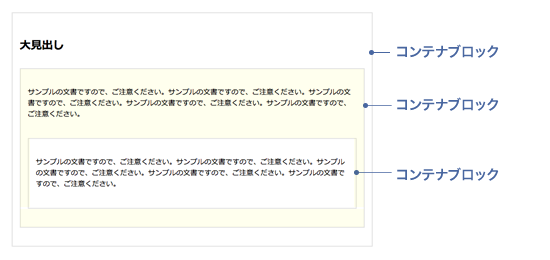 大見出し
コンテナブロック
サンプルの文書ですので、ご注意ください。サンプルの文書ですので、ご注意ください。サンプルの文
書ですので、ご注意ください。サンプルの文書ですので、ご注意ください。サンプルの文書ですので、
ご注意ください。
コンテナブロック
サンプルの文書ですので、ご注意ください。サンプルの文書ですので、ご注意ください。サンプル
の文書ですので、ご注意ください。サンプルの文書ですので、ご注意ください。サンプルの文書で
すので、ご注意ください。
コンテナブロック